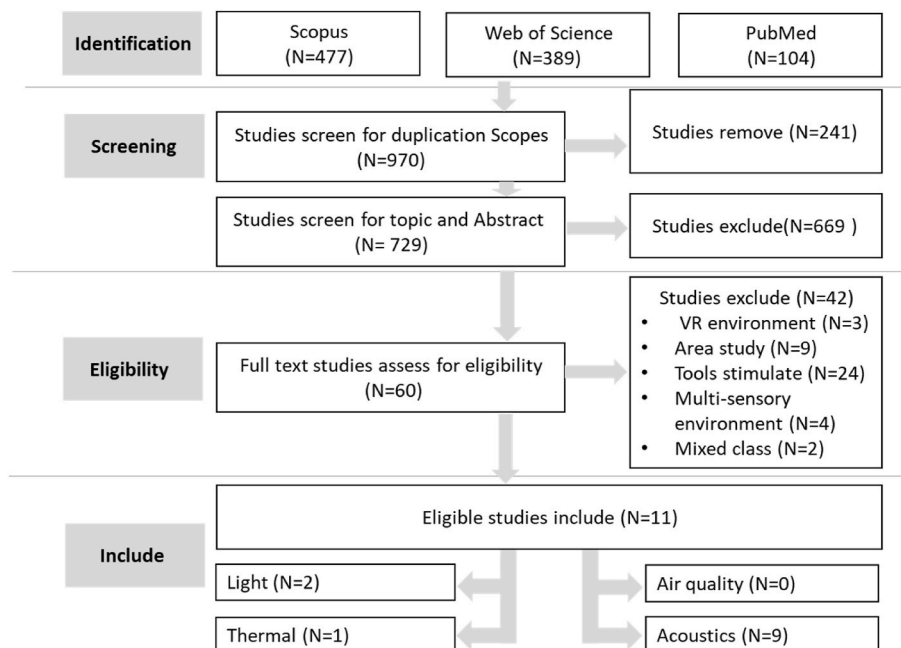 Identification
Scopus
(N=477)
Web of Science
(N=389)
PubMed
(N=104)
Screening
Studies screen for duplication Scopes
(N=970)
Studies remove (N=241)
Studies screen for topic and Abstract
(N= 729)
Studies exclude(N=669 )
Eligibility
Full text studies assess for eligibility
(N=60)
Studies exclude (N=42)
• VR environment (N=3)
• Area study (N=9)
• Tools stimulate (N=24)
• Multi-sensory
environment (N=4)
• Mixed class (N=2)
Include
Eligible studies include (N=11)
Light (N=2)
Air quality (N=0)
Thermal (N=1)
Acoustics (N=9)